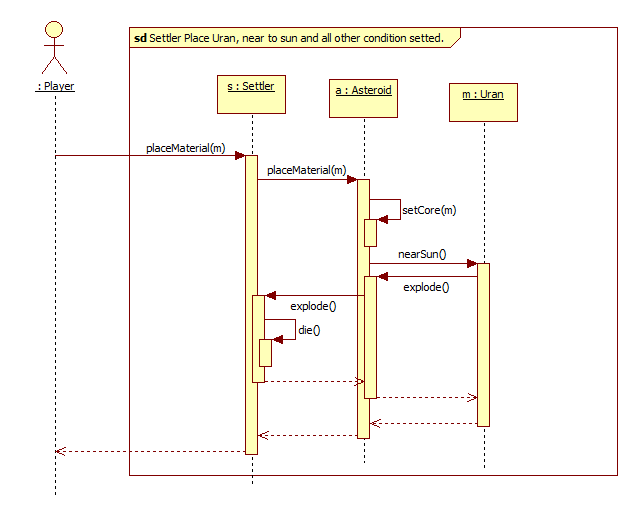 sd Settler Place Uran, near to sun and all other condition setted.
: Player
s : Settler
a : Asteroid
m : Uran
placeMaterial(m)
placeMaterial(m)
setCore(m)
nearSun()
explode()
explode()
die()